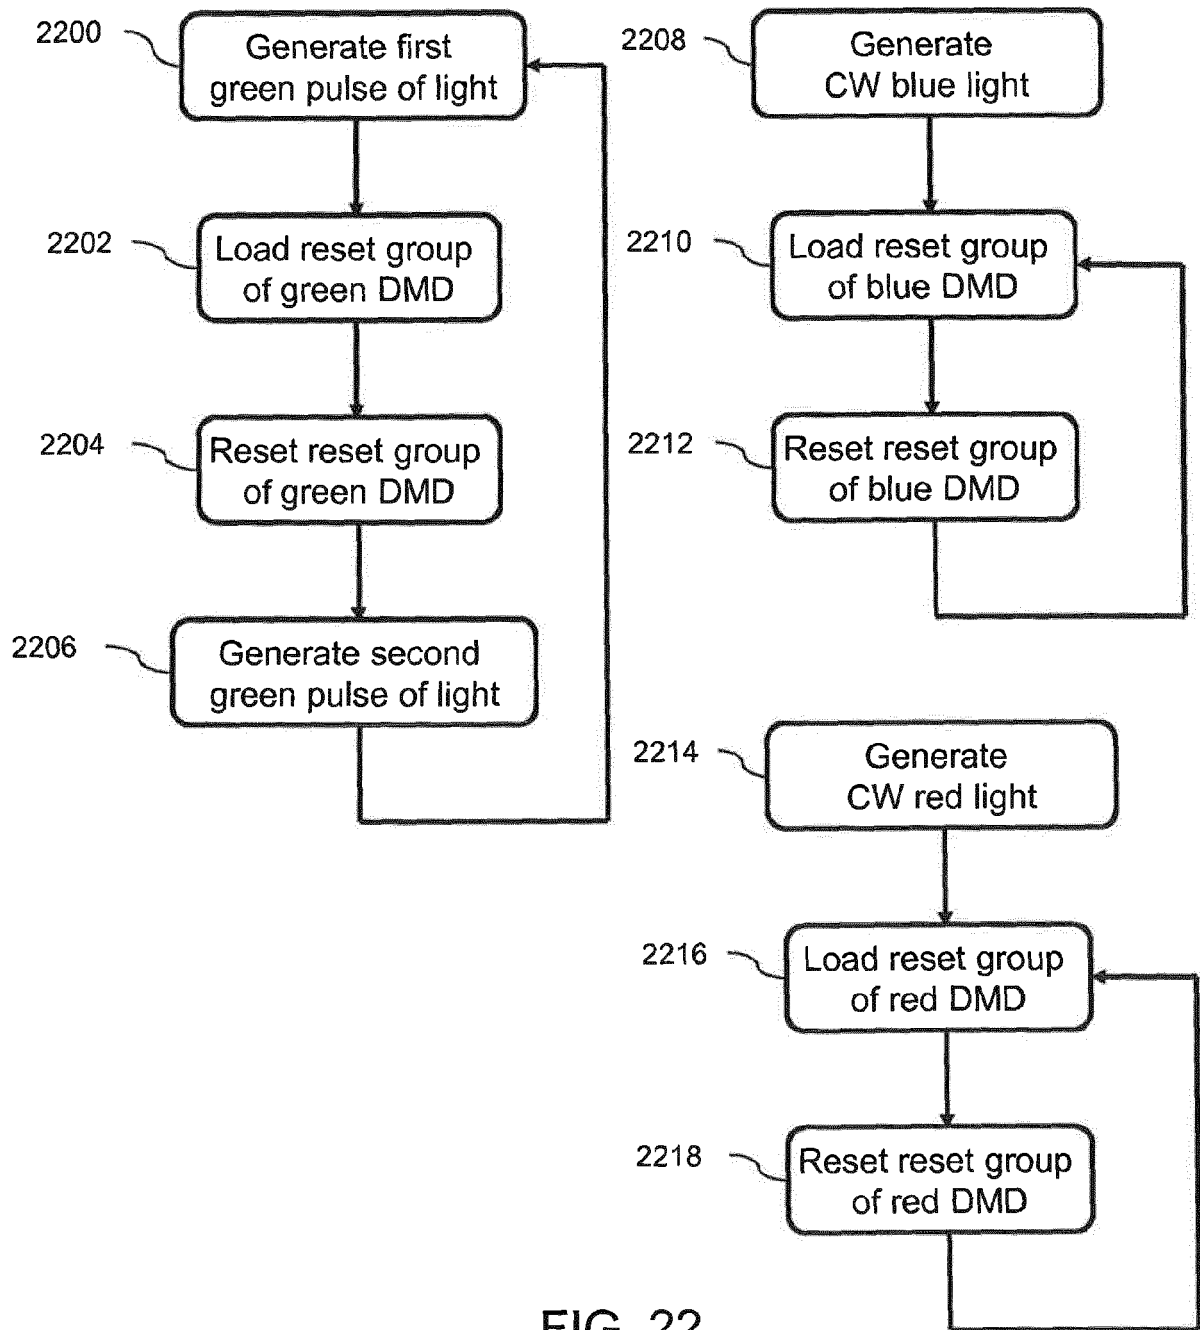 2200
Generate first
green pulse of light
2202
Load reset group
of green DMD
2204
Reset reset group
of green DMD
2206
Generate second
green pulse of light
2208
Generate
CW blue light
2210
Load reset group
of blue DMD
2212
Reset reset group
of blue DMD
2214
Generate
CW red light
2216
Load reset group
of red DMD
2218
Reset reset group
of red DMD
FIG. 22